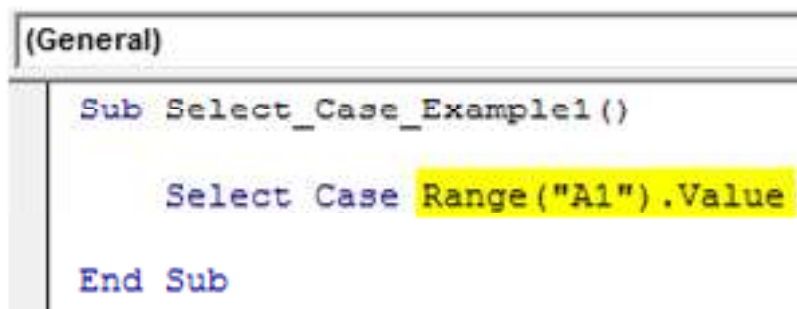 (General)
Sub Select_Case_Example1()
Select Case Range("A1").Value
End Sub